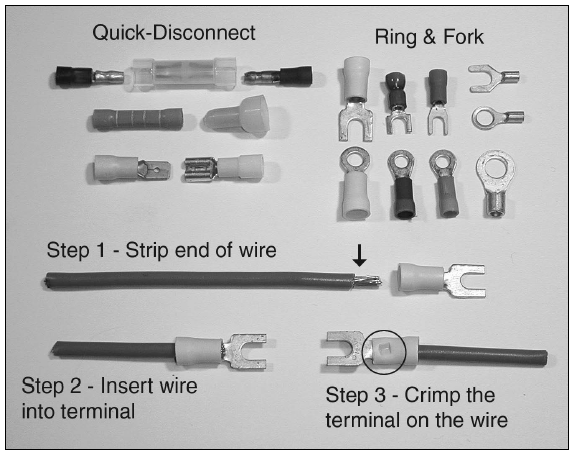 Quick-Disconnect
Ring & Fork
Step 1 - Strip end of wire
Step 2 - Insert wire
into terminal
Step 3 - Crimp the
terminal on the wire